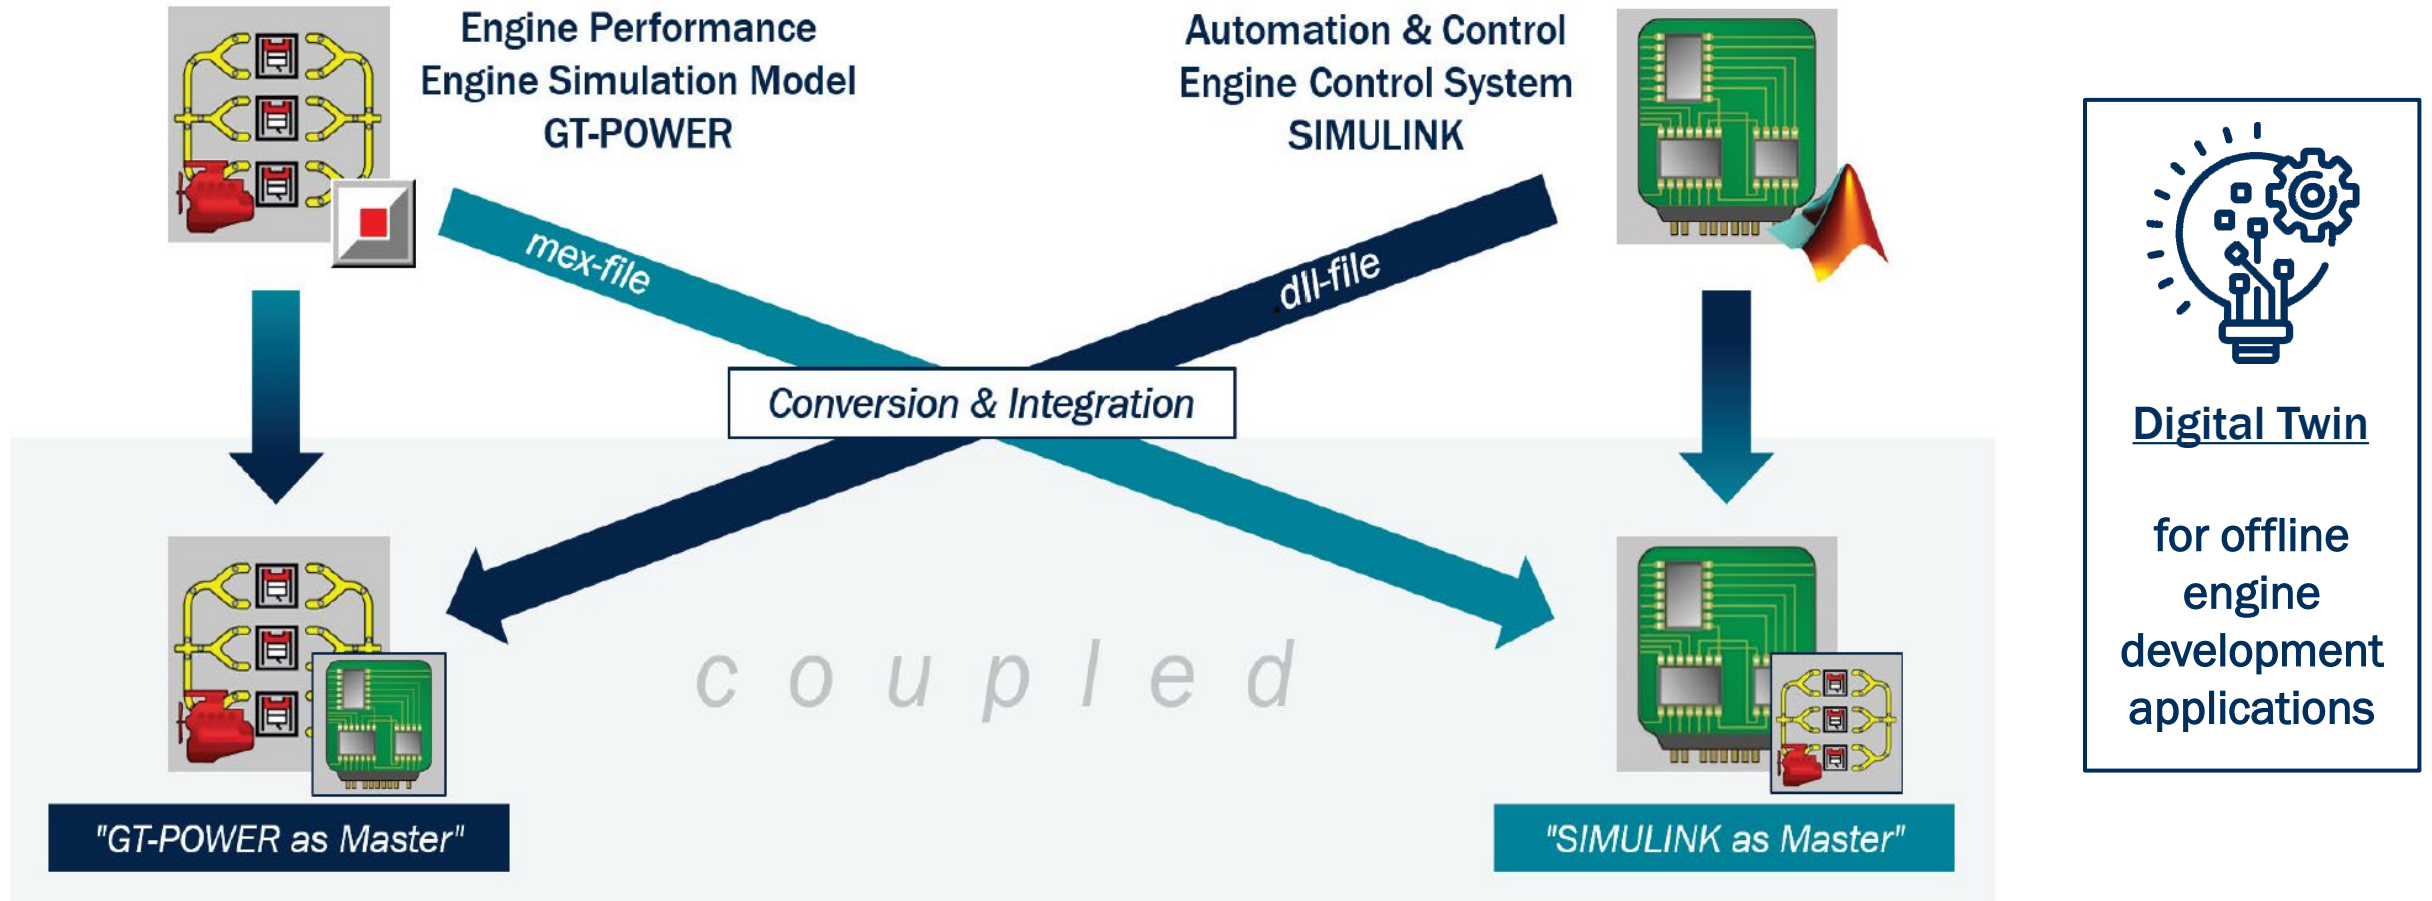 Engine Performance
Engine Simulation Model
GT-POWER
Automation & Control
Engine Control System
SIMULINK
mex-file
.dll-file
Conversion & Integration
coupled
"GT-POWER as Master"
"SIMULINK as Master"
Digital Twin
for offline
engine
development
applications